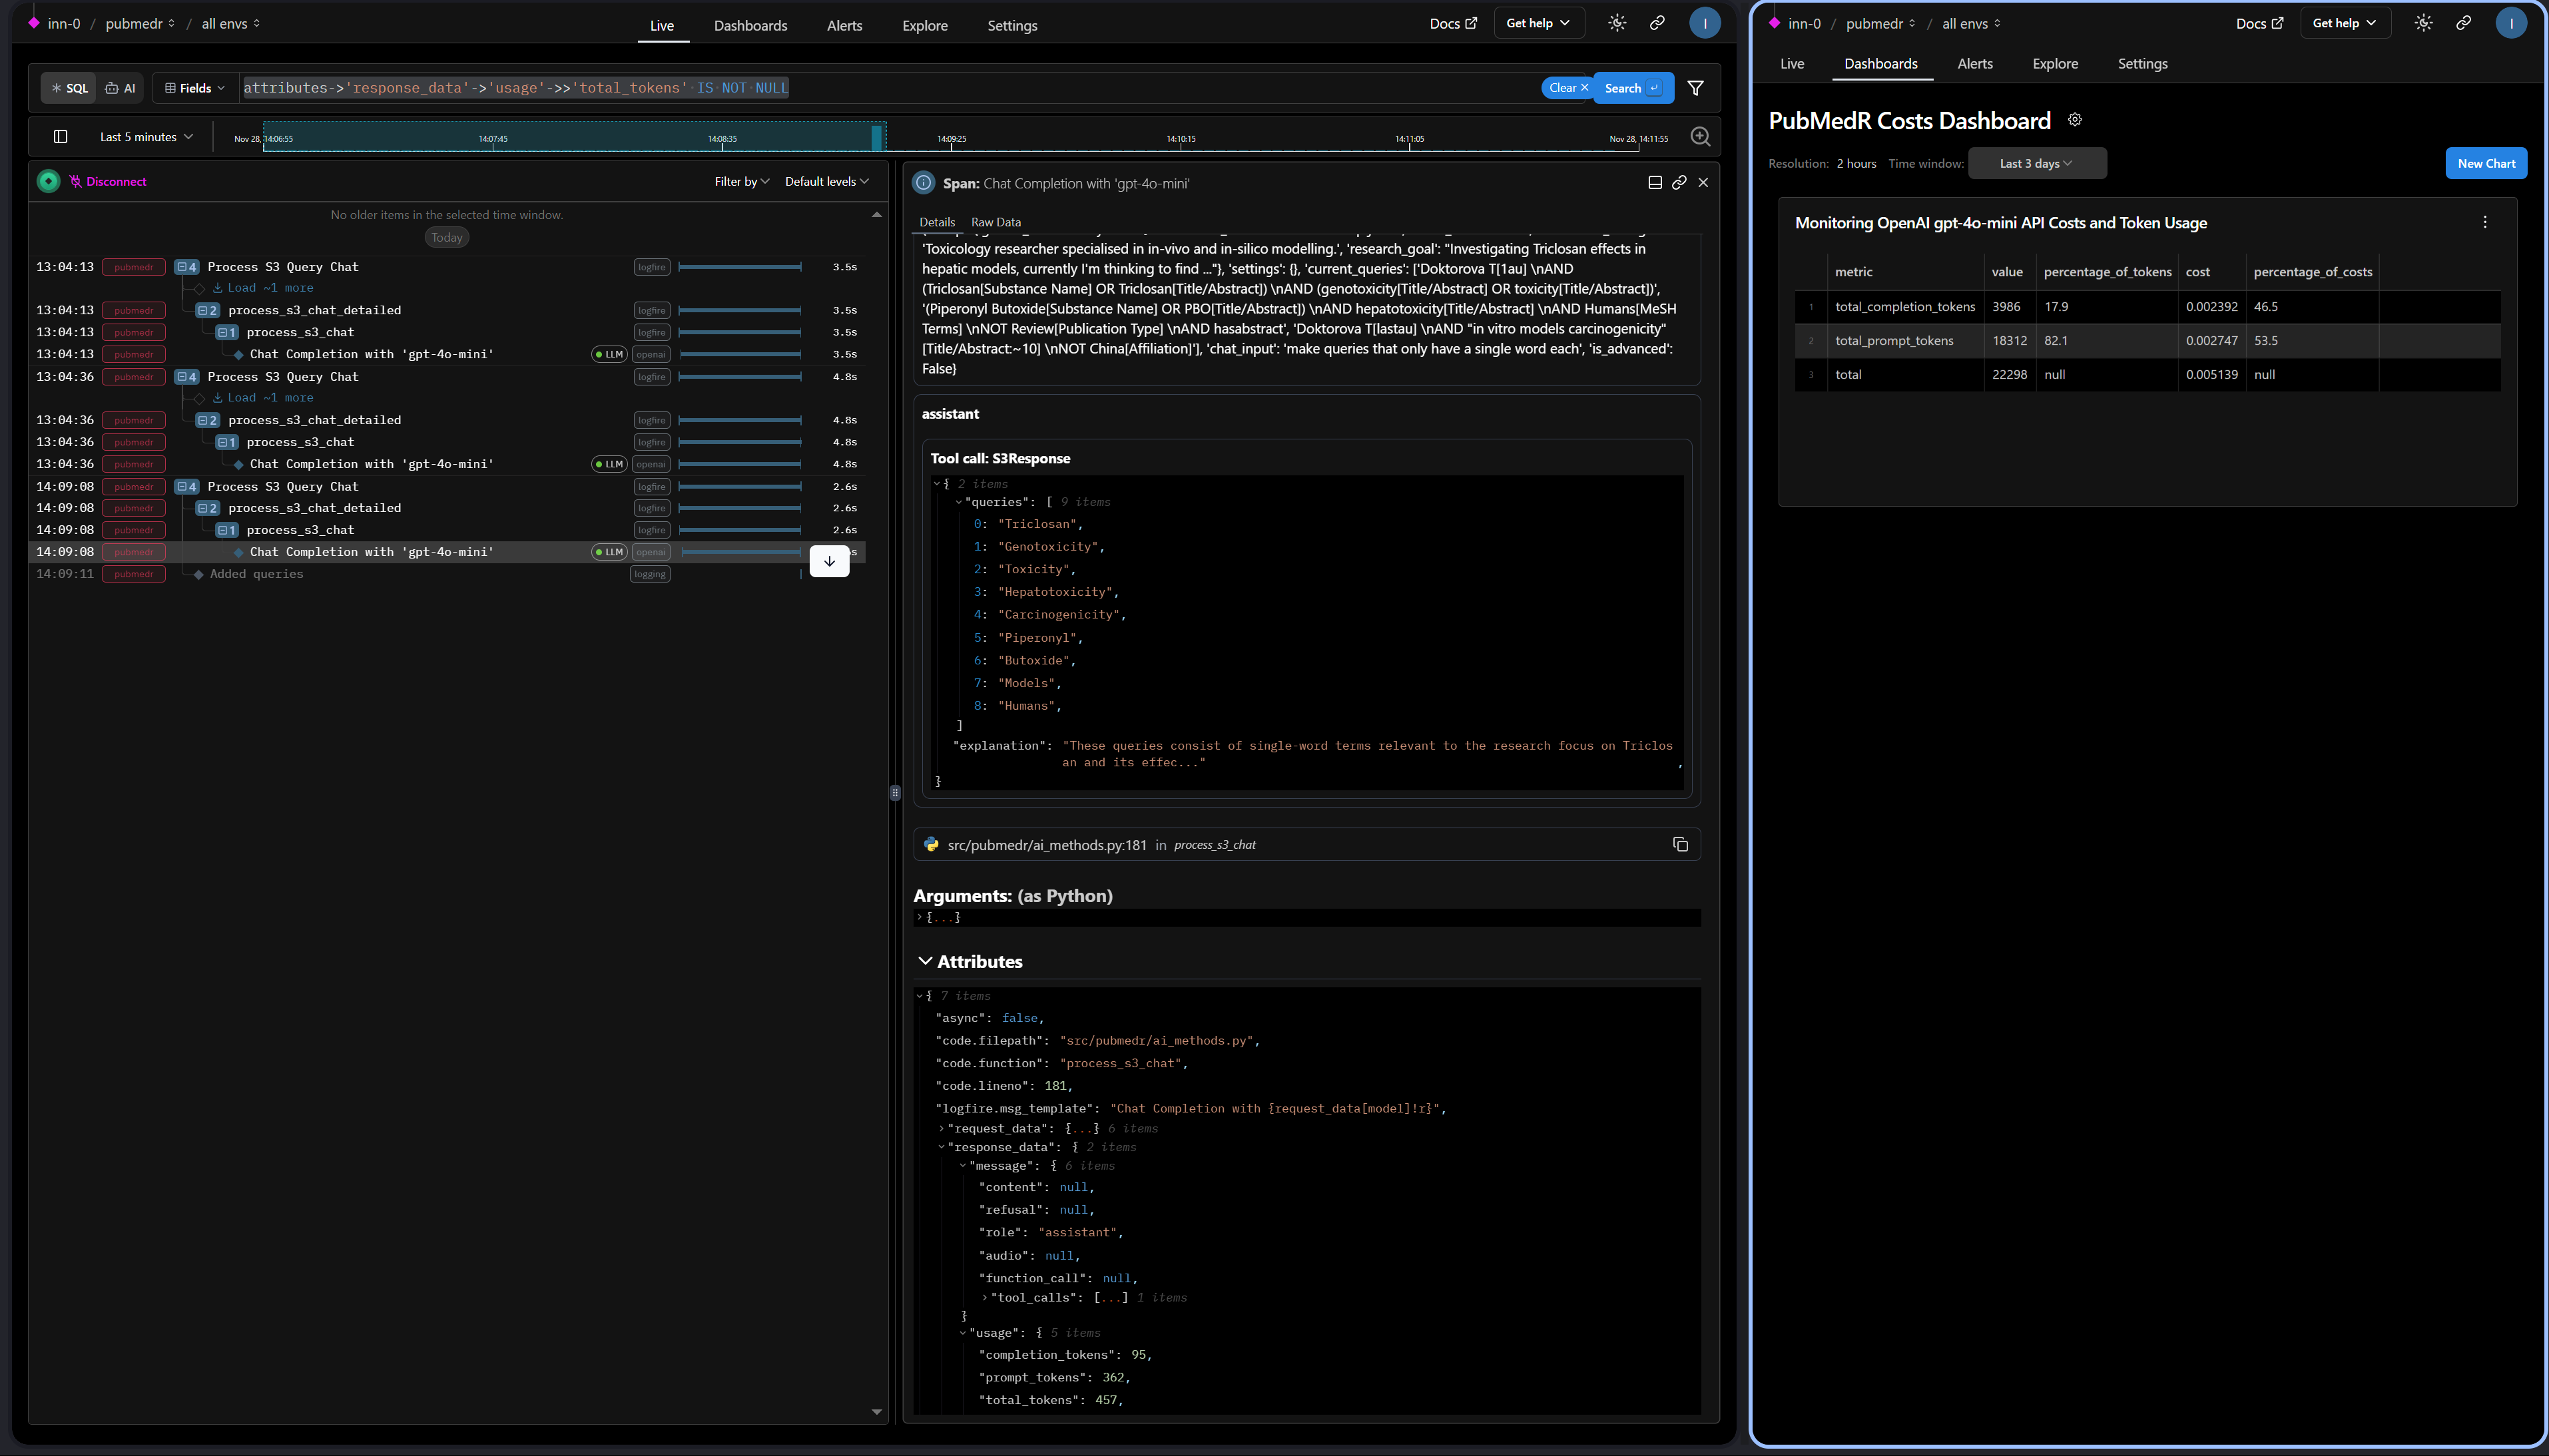 inn-0 / pubmedr / all envs
Live Dashboards Alerts Explore Settings
Docs Get help I
SQL AI Fields attributes->'response_data'->'usage'->>'total_tokens' IS NOT NULL Clear × Search
Last 5 minutes Nov 28, 14:06:55 14:07:45 14:08:35 14:09:25 14:10:15 14:11:05 Nov 28, 14:11:55
Disconnect Filter by Default levels
No older items in the selected time window.
Today
13:04:13 pubmedr 4 Process S3 Query Chat logfire 3.5s
Load ~1 more
13:04:13 pubmedr 2 process_s3_chat_detailed logfire 3.5s
13:04:13 pubmedr 1 process_s3_chat logfire 3.5s
13:04:13 pubmedr Chat Completion with 'gpt-4o-mini' LLM openai 3.5s
13:04:36 pubmedr 4 Process S3 Query Chat logfire 4.8s
Load ~1 more
13:04:36 pubmedr 2 process_s3_chat_detailed logfire 4.8s
13:04:36 pubmedr 1 process_s3_chat logfire 4.8s
13:04:36 pubmedr Chat Completion with 'gpt-4o-mini' LLM openai 4.8s
14:09:08 pubmedr 4 Process S3 Query Chat logfire 2.6s
14:09:08 pubmedr 2 process_s3_chat_detailed logfire 2.6s
14:09:08 pubmedr 1 process_s3_chat logfire 2.6s
14:09:08 pubmedr Chat Completion with 'gpt-4o-mini' LLM openai s
14:09:11 pubmedr Added queries logging
Span: Chat Completion with 'gpt-4o-mini'
Details Raw Data
'Toxicology researcher specialised in in-vivo and in-silico modelling.', 'research_goal': "Investigating Triclosan effects in
hepatic models, currently I'm thinking to find ..."}, 'settings': {}, 'current_queries': ['Doktorova T[1au] \nAND
(Triclosan[Substance Name] OR Triclosan[Title/Abstract]) \nAND (genotoxicity[Title/Abstract] OR toxicity[Title/Abstract])',
'(Piperonyl Butoxide[Substance Name] OR PBO[Title/Abstract]) \nAND hepatotoxicity[Title/Abstract] \nAND Humans[MeSH
Terms] \nNOT Review[Publication Type] \nAND hasabstract', 'Doktorova T[lastau] \nAND "in vitro models carcinogenicity"
[Title/Abstract:~10] \nNOT China[Affiliation]'], 'chat_input': 'make queries that only have a single word each', 'is_advanced':
False}
assistant
Tool call: S3Response
{ 2 items
"queries": [ 9 items
0: "Triclosan",
1: "Genotoxicity",
2: "Toxicity",
3: "Hepatotoxicity",
4: "Carcinogenicity",
5: "Piperonyl",
6: "Butoxide",
7: "Models",
8: "Humans",
]
"explanation": "These queries consist of single-word terms relevant to the research focus on Triclos
an and its effec..."
,
}
src/pubmedr/ai_methods.py:181 in process_s3_chat
Arguments: (as Python)
{...}
Attributes
{ 7 items
"async": false,
"code.filepath": "src/pubmedr/ai_methods.py",
"code.function": "process_s3_chat",
"code.lineno": 181,
"logfire.msg_template": "Chat Completion with {request_data[model]!r}",
"request_data": {...} 6 items
"response_data": { 2 items
"message": { 6 items
"content": null,
"refusal": null,
"role": "assistant",
"audio": null,
"function_call": null,
"tool_calls": [...] 1 items
}
"usage": { 5 items
"completion_tokens": 95,
"prompt_tokens": 362,
"total_tokens": 457,
inn-0 / pubmedr / all envs Docs Get help I
Live Dashboards Alerts Explore Settings
PubMedR Costs Dashboard
Resolution: 2 hours Time window: Last 3 days New Chart
Monitoring OpenAI gpt-4o-mini API Costs and Token Usage
metric value percentage_of_tokens cost percentage_of_costs
1 total_completion_tokens 3986 17.9 0.002392 46.5
2 total_prompt_tokens 18312 82.1 0.002747 53.5
3 total 22298 null 0.005139 null